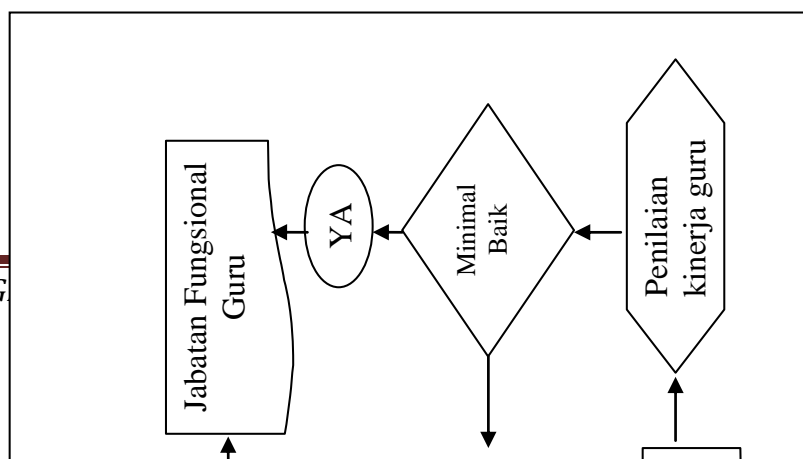 Jabatan Fungsional
Guru
YA
Minimal
Baik
Penilaian
kinerja guru